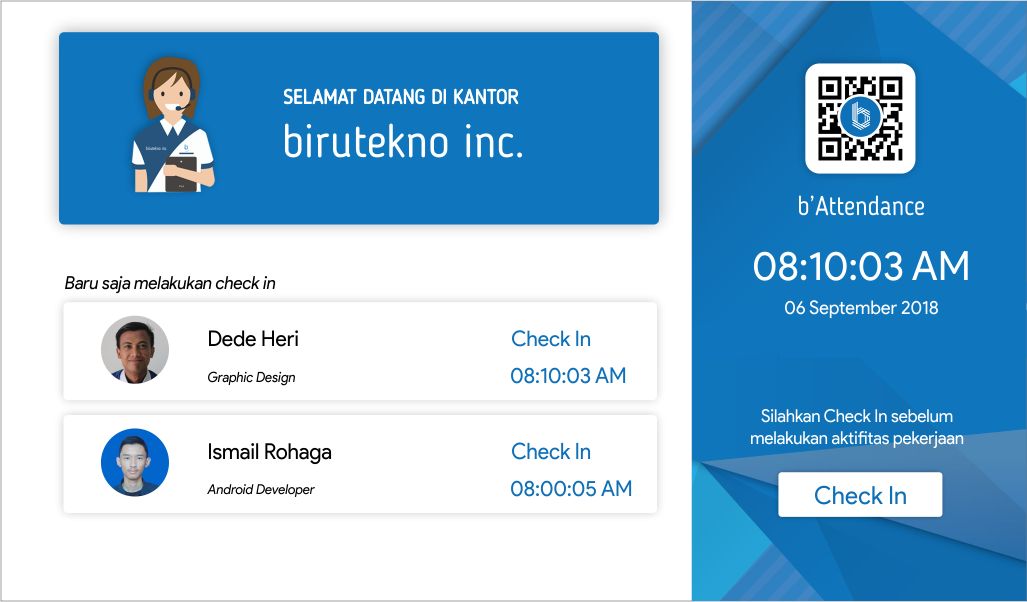 SELAMAT DATANG DI KANTOR
birutekno inc.
Baru saja melakukan check in
Dede Heri
Graphic Design
Check In
08:10:03 AM
Ismail Rohaga
Android Developer
Check In
08:00:05 AM
b'Attendance
08:10:03 AM
06 September 2018
Silahkan Check In sebelum
melakukan aktifitas pekerjaan
Check In